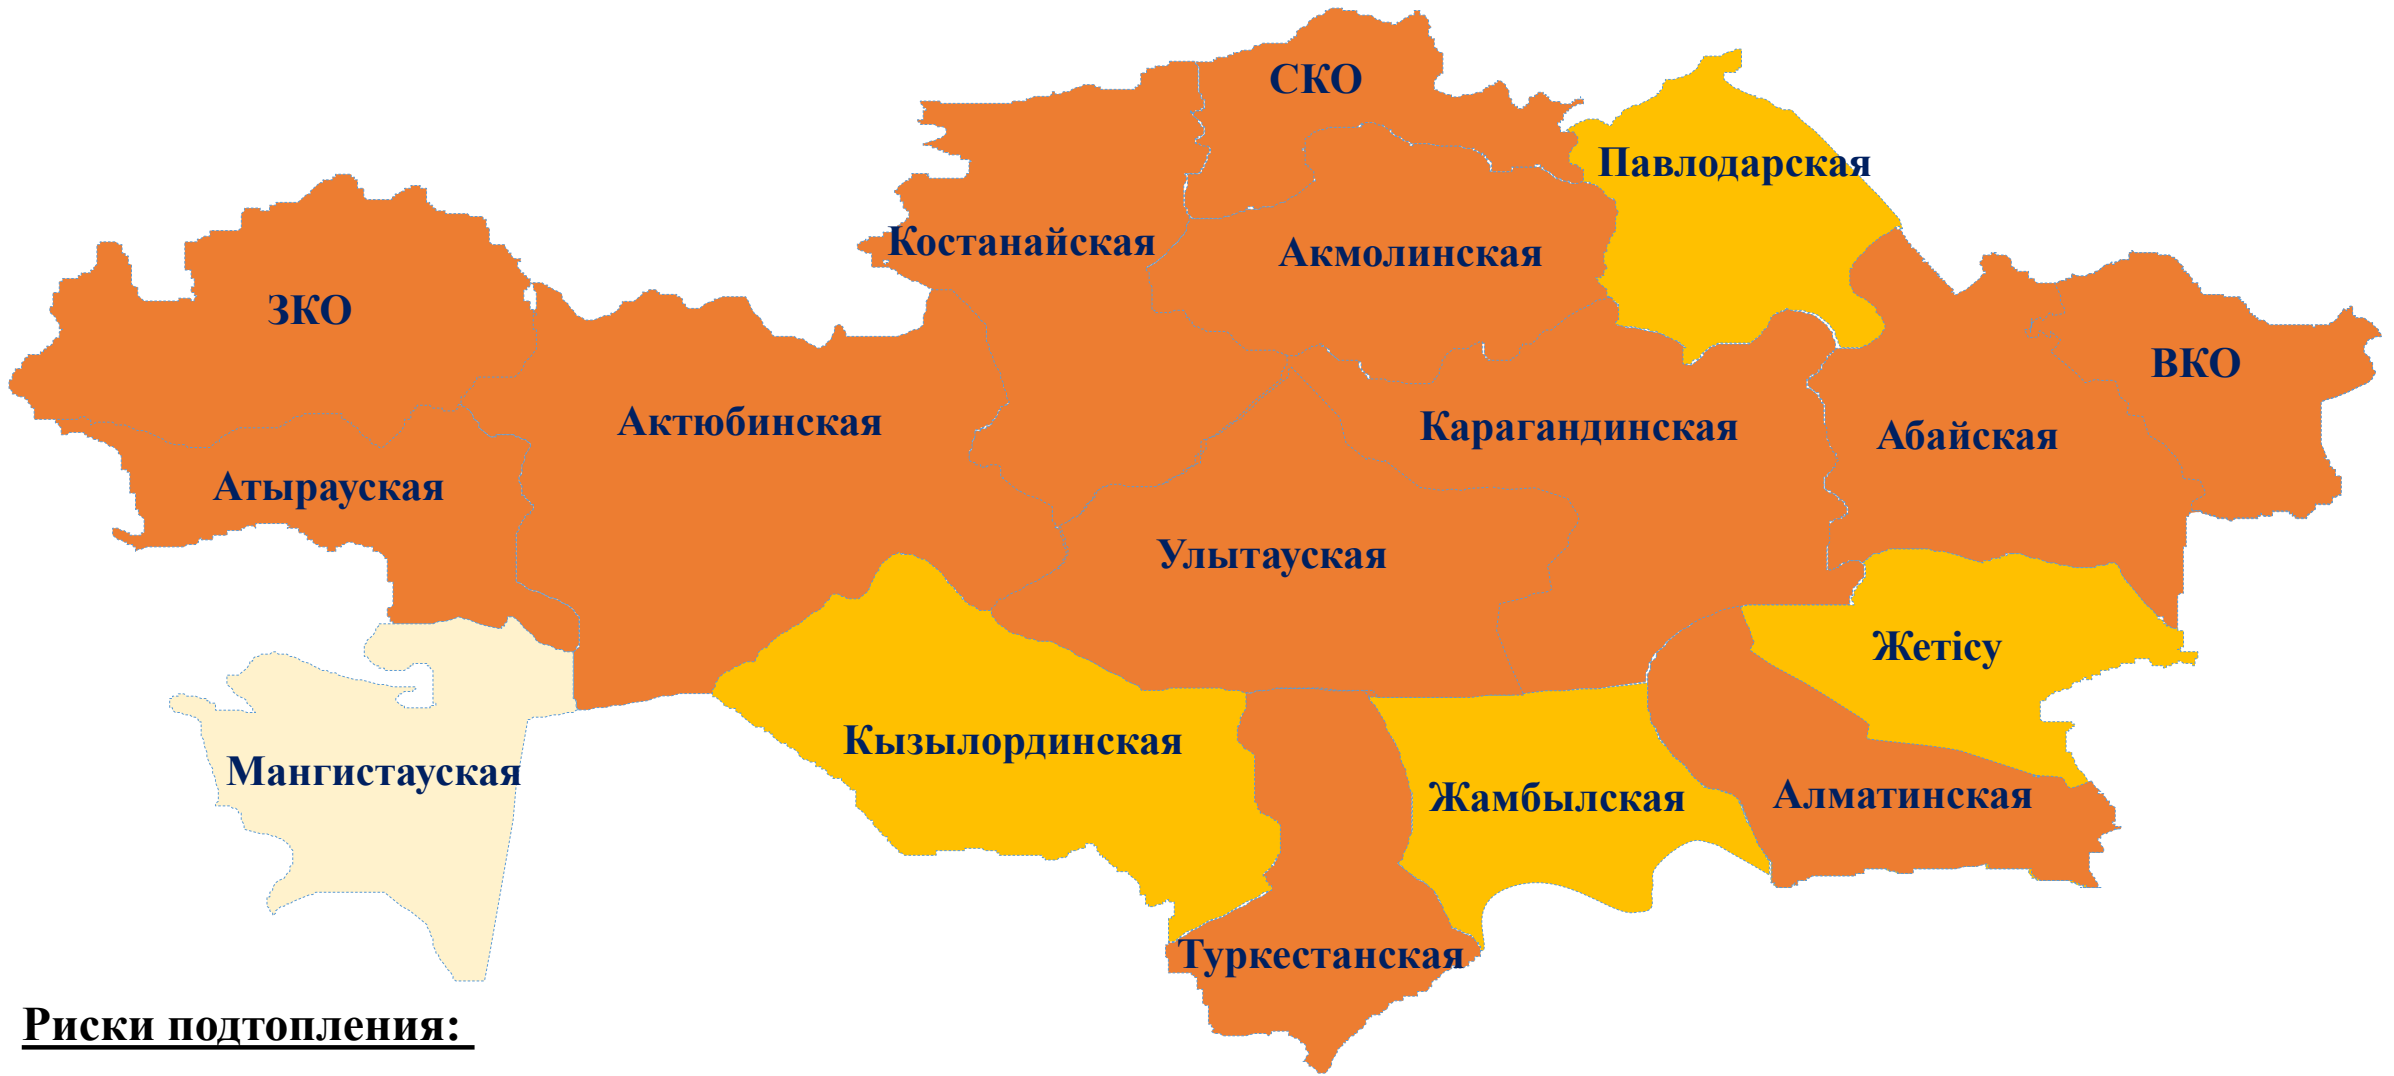 СКО
Павлодарская
Костанайская
Акмолинская
ЗКО
ВКО
Актюбинская
Карагандинская
Абайская
Атырауская
Улытауская
Жетісу
Кызылординская
Мангистауская
Жамбылская
Алматинская
Туркестанская
Риски подтопления: